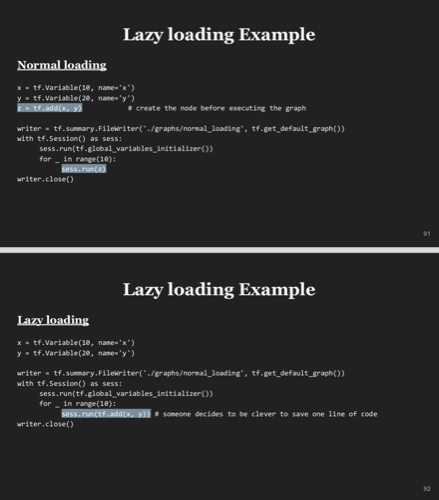 Lazy loading Example
Normal loading
x = tf.Variable(10, name='x')
y = tf.Variable(20, name='y')
z = tf.add(x, y) # create the node before executing the graph
writer = tf.summary.FileWriter('./graphs/normal_loading', tf.get_default_graph())
with tf.Session() as sess:
sess.run(tf.global_variables_initializer())
for _ in range(10):
sess.run(z)
writer.close()
91
Lazy loading Example
Lazy loading
x = tf.Variable(10, name='x')
y = tf.Variable(20, name='y')
writer = tf.summary.FileWriter('./graphs/normal_loading', tf.get_default_graph())
with tf.Session() as sess:
sess.run(tf.global_variables_initializer())
for _ in range(10):
sess.run(tf.add(x, y)) # someone decides to be clever to save one line of code
writer.close()
92